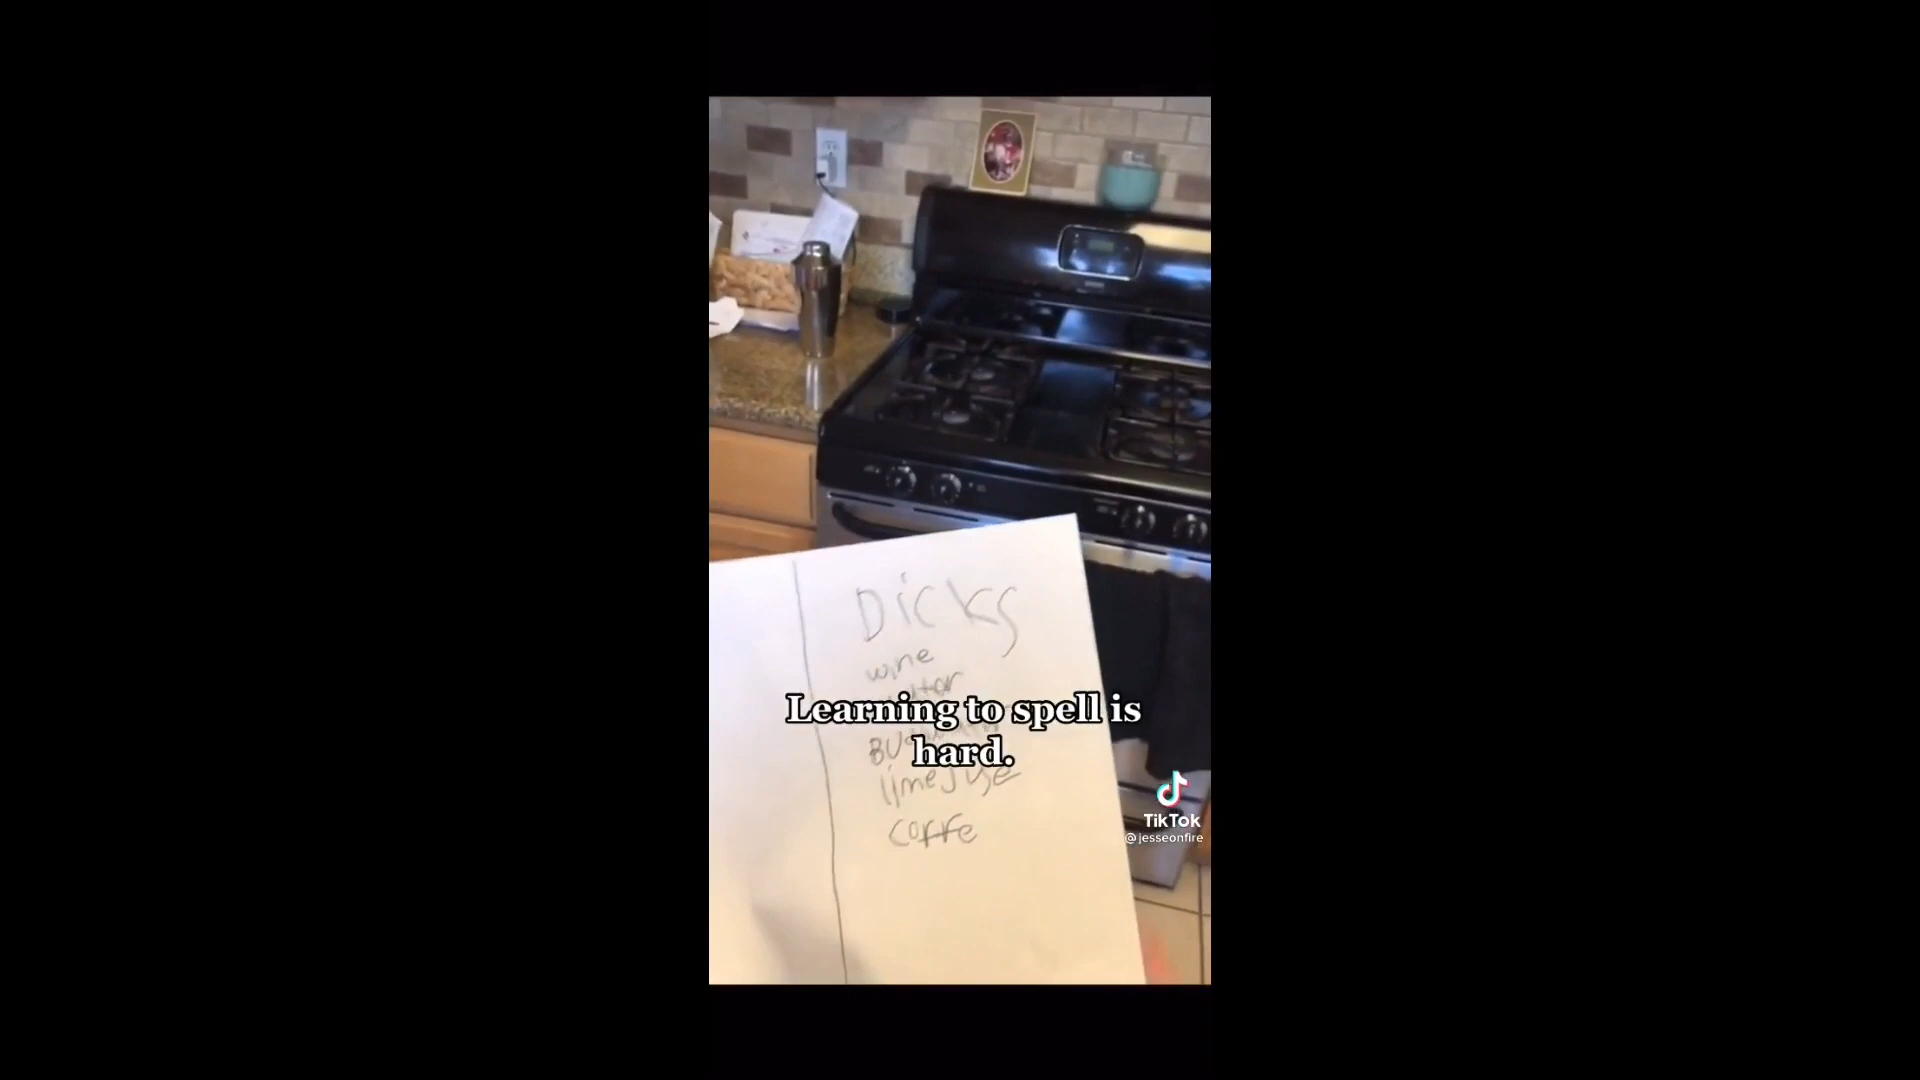 Dicks
wine
Learning to spell is
hard.
limeJuse
coffe
TikTok
@jesseonfire